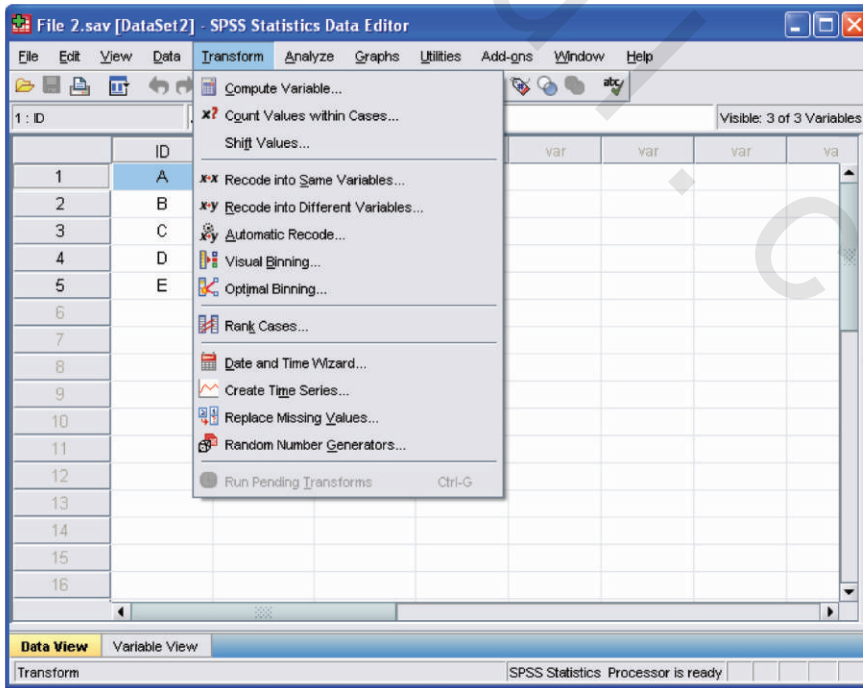 File 2.sav [DataSet2] - SPSS Statistics Data Editor
File Edit View Data Transform Analyze Graphs Utilities Add-ons Window Help
1 : ID
Visible: 3 of 3 Variables
ID var var var va
1 A
2 B
3 C
4 D
5 E
6
7
8
9
10
11
12
13
14
15
16
Compute Variable...
x? Count Values within Cases...
Shift Values...
x•x Recode into Same Variables...
x•y Recode into Different Variables...
Automatic Recode...
Visual Binning...
Optimal Binning...
Rank Cases...
Date and Time Wizard...
Create Time Series...
Replace Missing Values...
Random Number Generators...
Run Pending Transforms Ctrl-G
Data View Variable View
Transform
SPSS Statistics Processor is ready